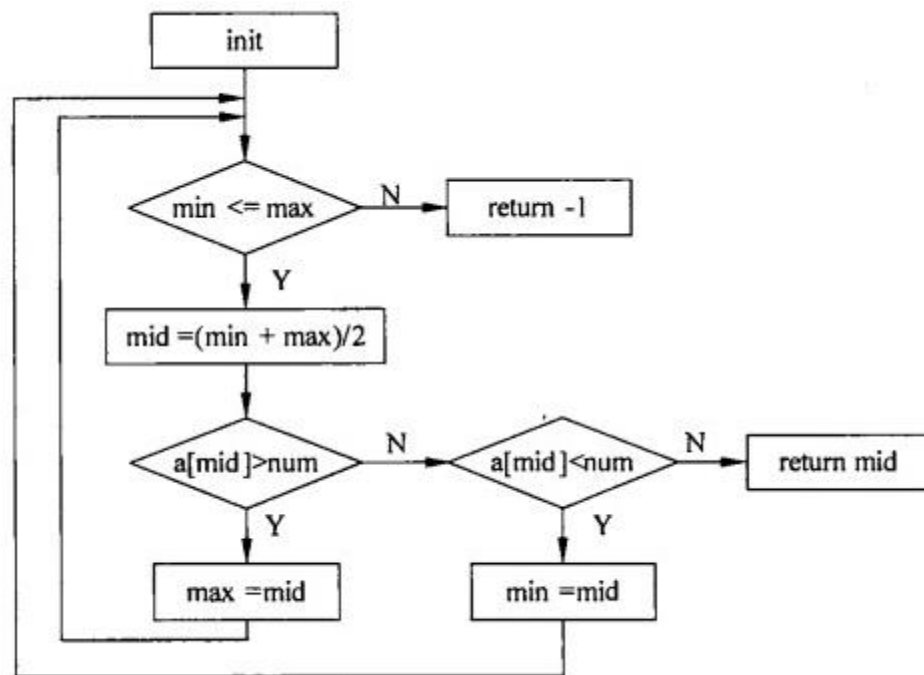 init
min <= max
N
return -1
Y
mid =(min + max)/2
a[mid]>num
N
a[mid]<num
N
return mid
Y
Y
max =mid
min =mid